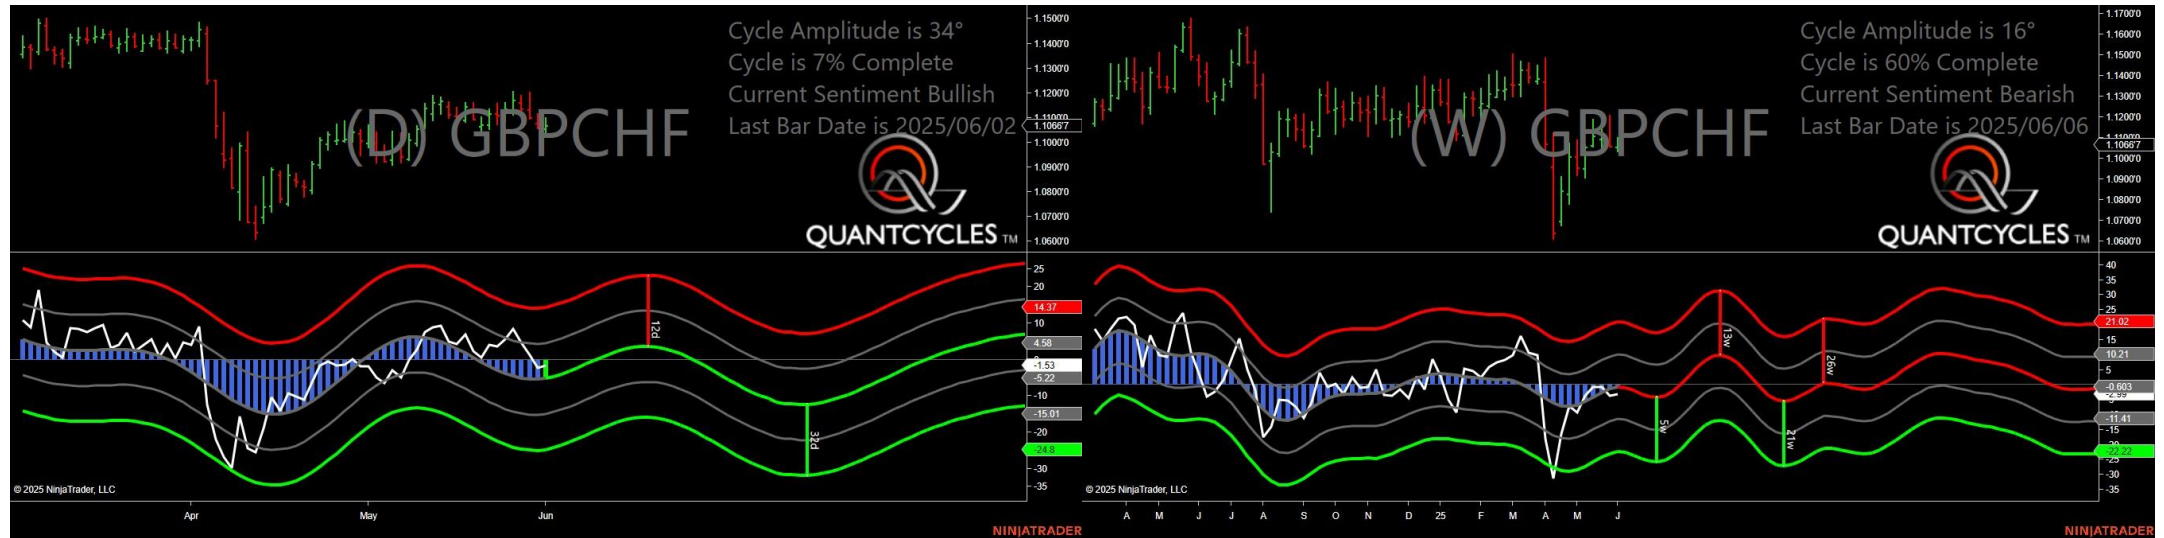 Cycle Amplitude is 34°
Cycle is 7% Complete
Current Sentiment Bullish
Last Bar Date is 2025/06/02
(D) GBPCHF
QUANTCYCLES TM
1.1500'0
1.1400'0
1.1300'0
1.1200'0
1.1066'7
1.1000'0
1.0900'0
1.0800'0
1.0700'0
1.0600'0
25
20
14.37
10
4.58
-1.53
-5.22
-10
-15.01
-20
-24.8
-30
-35
12d
32d
© 2025 NinjaTrader, LLC
Apr
May
Jun
NINJATRADER
Cycle Amplitude is 16°
Cycle is 60% Complete
Current Sentiment Bearish
Last Bar Date is 2025/06/06
(W) GBPCHF
QUANTCYCLES TM
1.1700'0
1.1600'0
1.1500'0
1.1400'0
1.1300'0
1.1200'0
1.1066'7
1.1000'0
1.0900'0
1.0800'0
1.0700'0
1.0600'0
40
35
30
25
21.02
15
10.21
5
-0.603
-2.99
-11.41
-15
-22.22
-25
-30
-35
13w
26w
5w
21w
© 2025 NinjaTrader, LLC
A M J J A S O N D 25 F M A M J
NINJATRADER